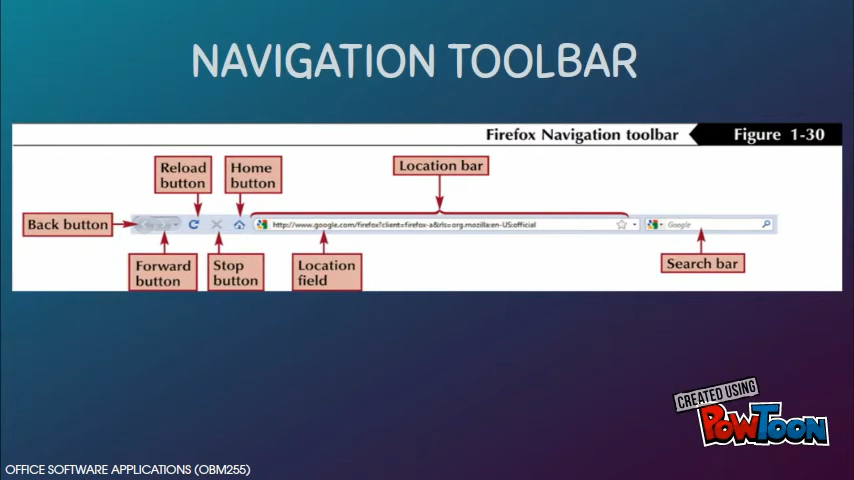 NAVIGATION TOOLBAR
Firefox Navigation toolbar
Figure 1-30
Reload
button
Home
button
Location bar
Back button
http://www.google.com/firefox?client=firefox-a&rls=org.mozilla:en-US:official
Google
Forward
button
Stop
button
Location
field
Search bar
CREATED USING
POWTOON
OFFICE SOFTWARE APPLICATIONS (OBM255)